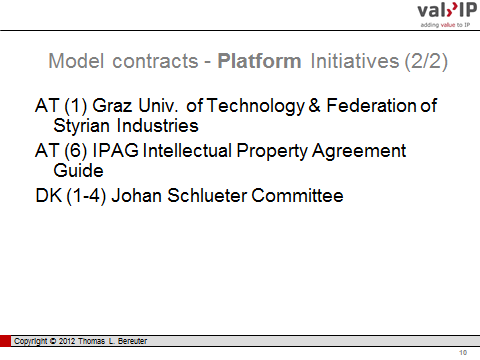 val>>IP
adding value to IP
Model contracts - Platform Initiatives (2/2)
AT (1) Graz Univ. of Technology & Federation of
Styrian Industries
AT (6) IPAG Intellectual Property Agreement
Guide
DK (1-4) Johan Schlueter Committee
Copyright © 2012 Thomas L. Bereuter
10